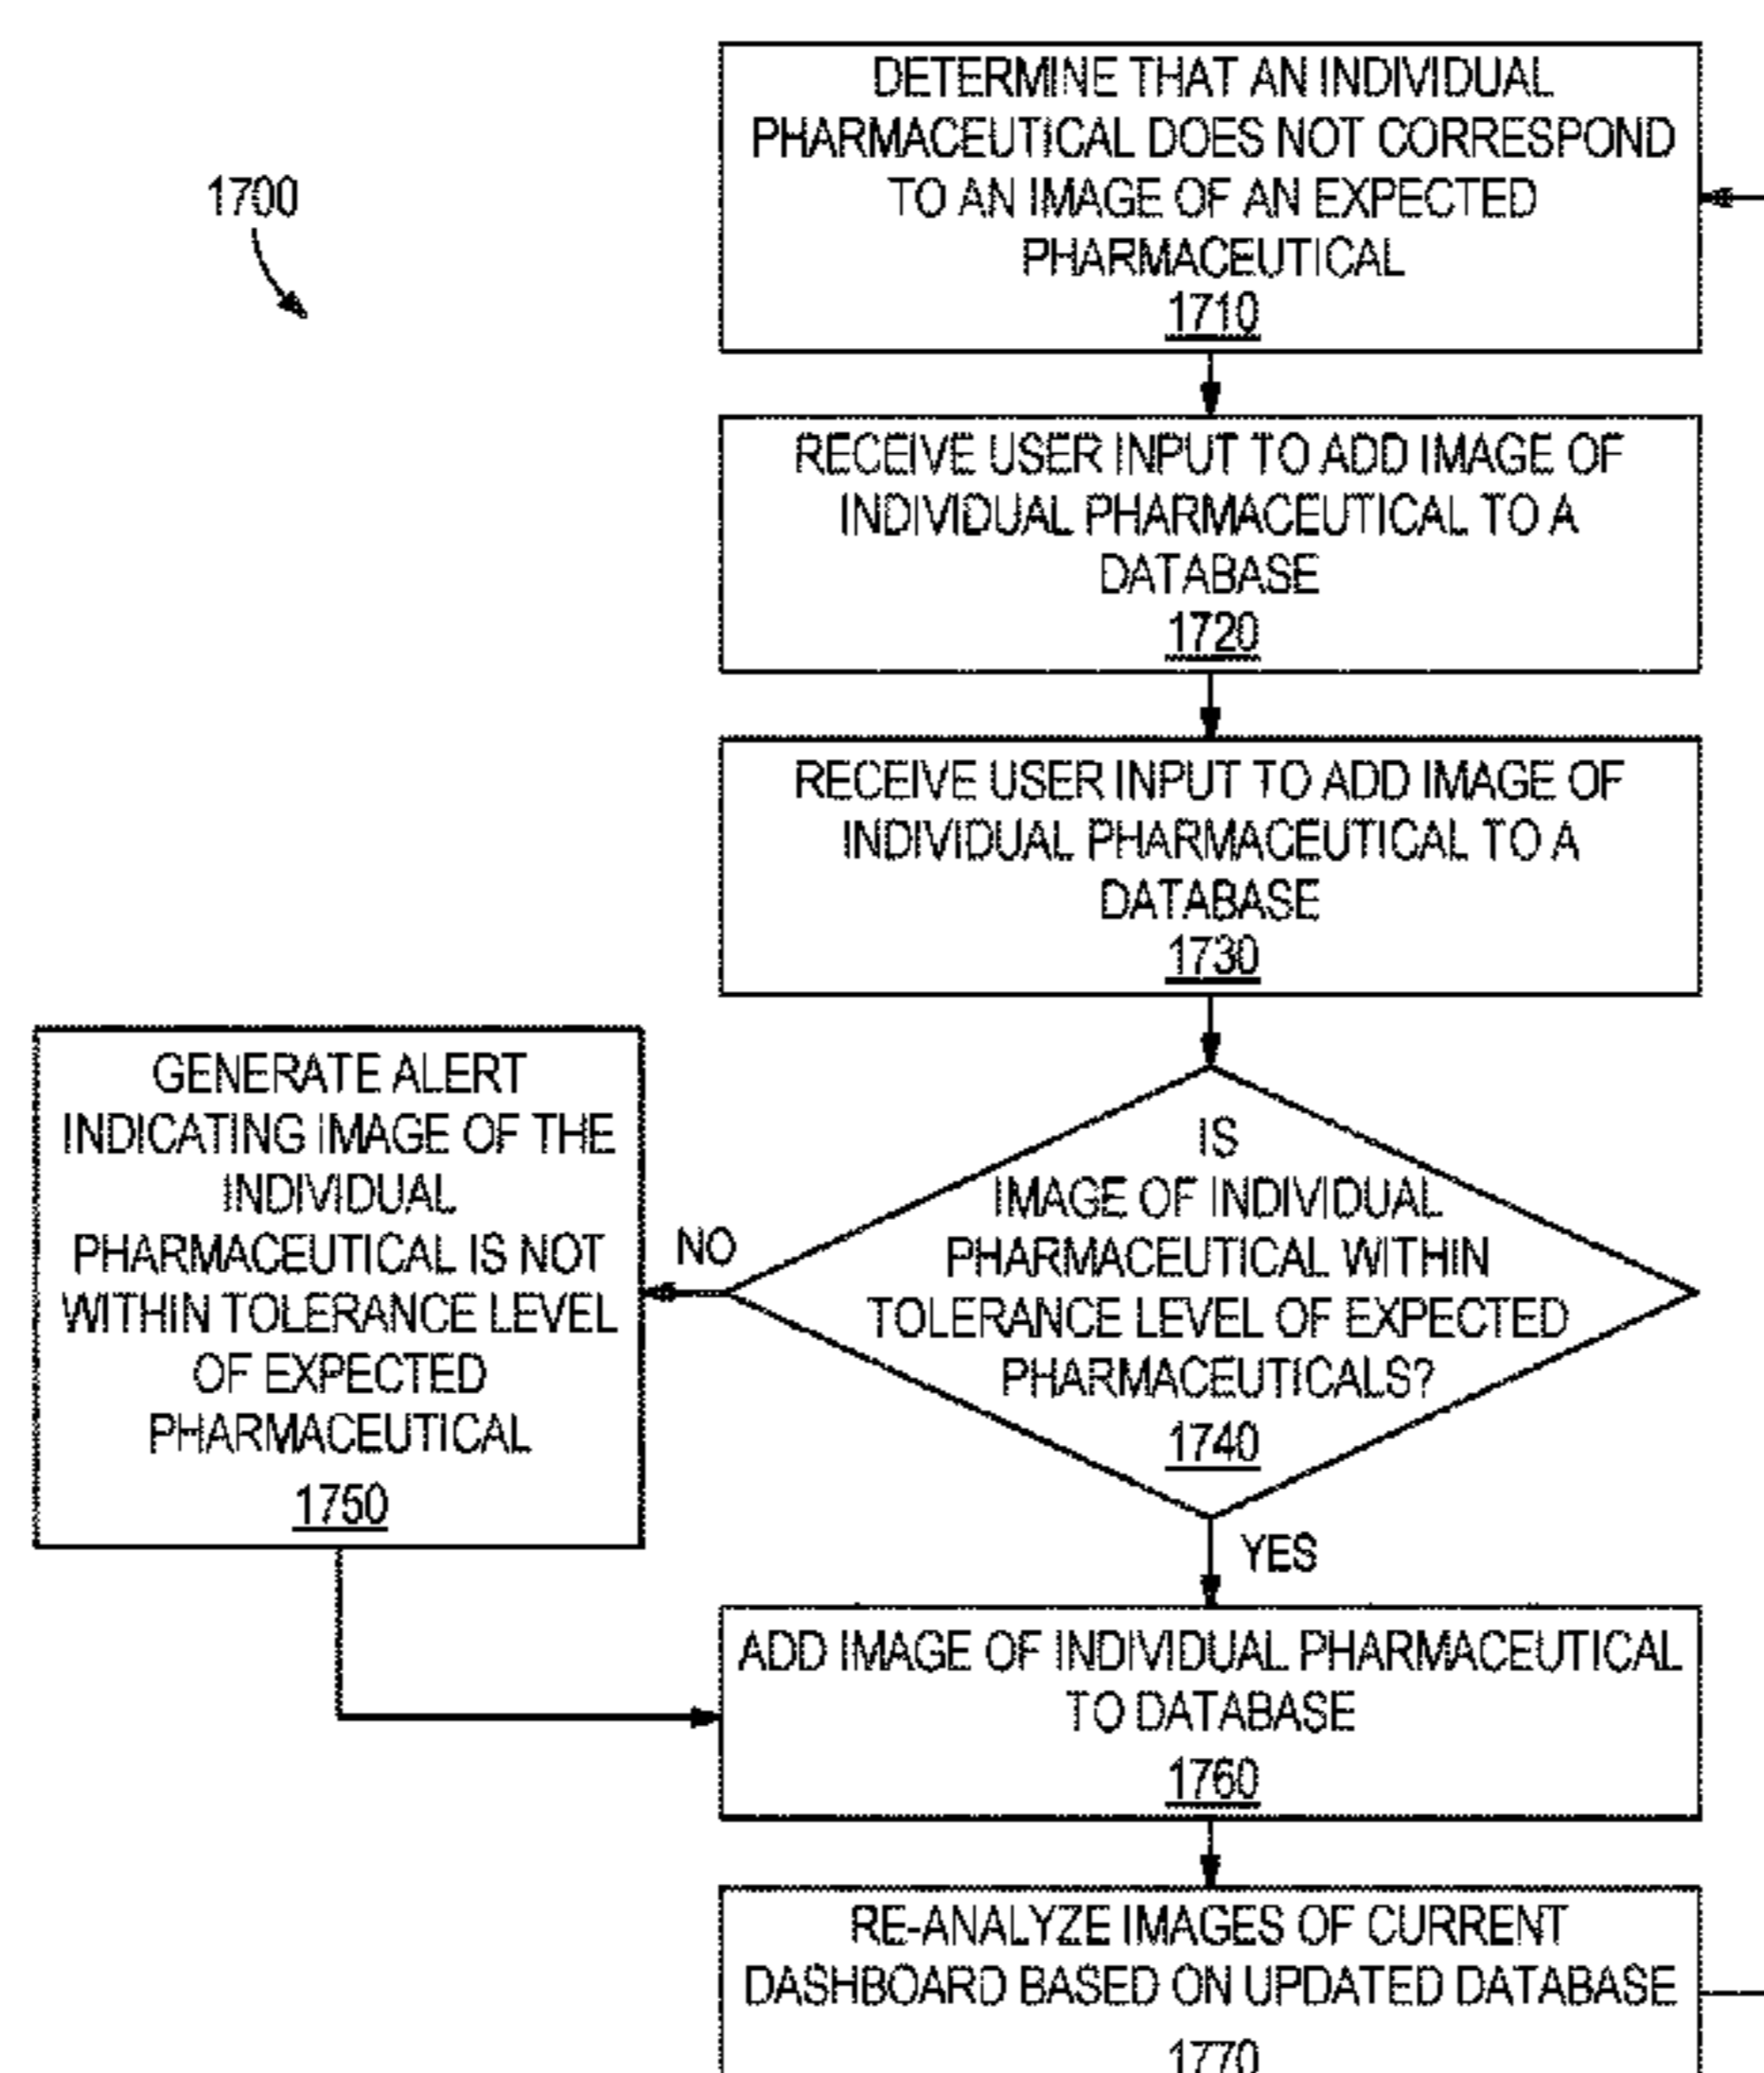 1700
DETERMINE THAT AN INDIVIDUAL
PHARMACEUTICAL DOES NOT CORRESPOND
TO AN IMAGE OF AN EXPECTED
PHARMACEUTICAL
1710
RECEIVE USER INPUT TO ADD IMAGE OF
INDIVIDUAL PHARMACEUTICAL TO A
DATABASE
1720
RECEIVE USER INPUT TO ADD IMAGE OF
INDIVIDUAL PHARMACEUTICAL TO A
DATABASE
1730
IS
IMAGE OF INDIVIDUAL
PHARMACEUTICAL WITHIN
TOLERANCE LEVEL OF EXPECTED
PHARMACEUTICALS?
1740
NO
GENERATE ALERT
INDICATING IMAGE OF THE
INDIVIDUAL
PHARMACEUTICAL IS NOT
WITHIN TOLERANCE LEVEL
OF EXPECTED
PHARMACEUTICAL
1750
YES
ADD IMAGE OF INDIVIDUAL PHARMACEUTICAL
TO DATABASE
1760
RE-ANALYZE IMAGES OF CURRENT
DASHBOARD BASED ON UPDATED DATABASE
1770